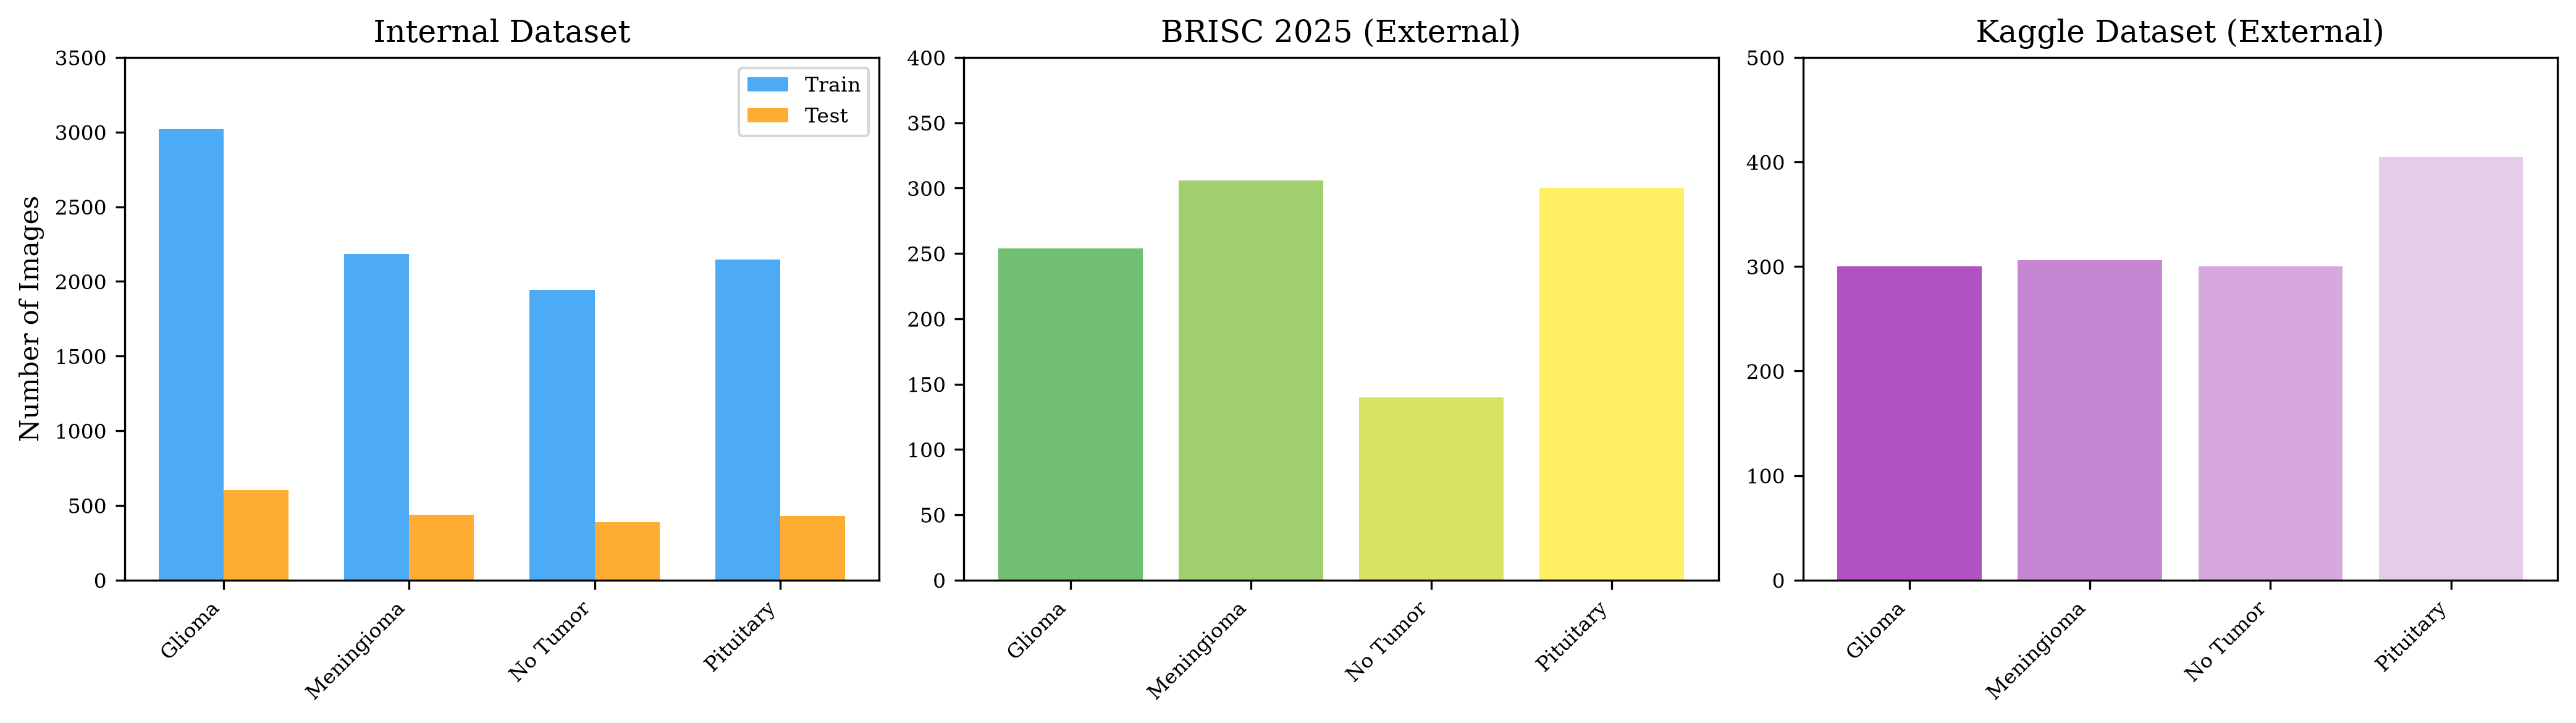 Internal Dataset
Number of Images
3500
3000
2500
2000
1500
1000
500
0
Train
Test
Glioma
Meningioma
No Tumor
Pituitary
BRISC 2025 (External)
400
350
300
250
200
150
100
50
0
Glioma
Meningioma
No Tumor
Pituitary
Kaggle Dataset (External)
500
400
300
200
100
0
Glioma
Meningioma
No Tumor
Pituitary